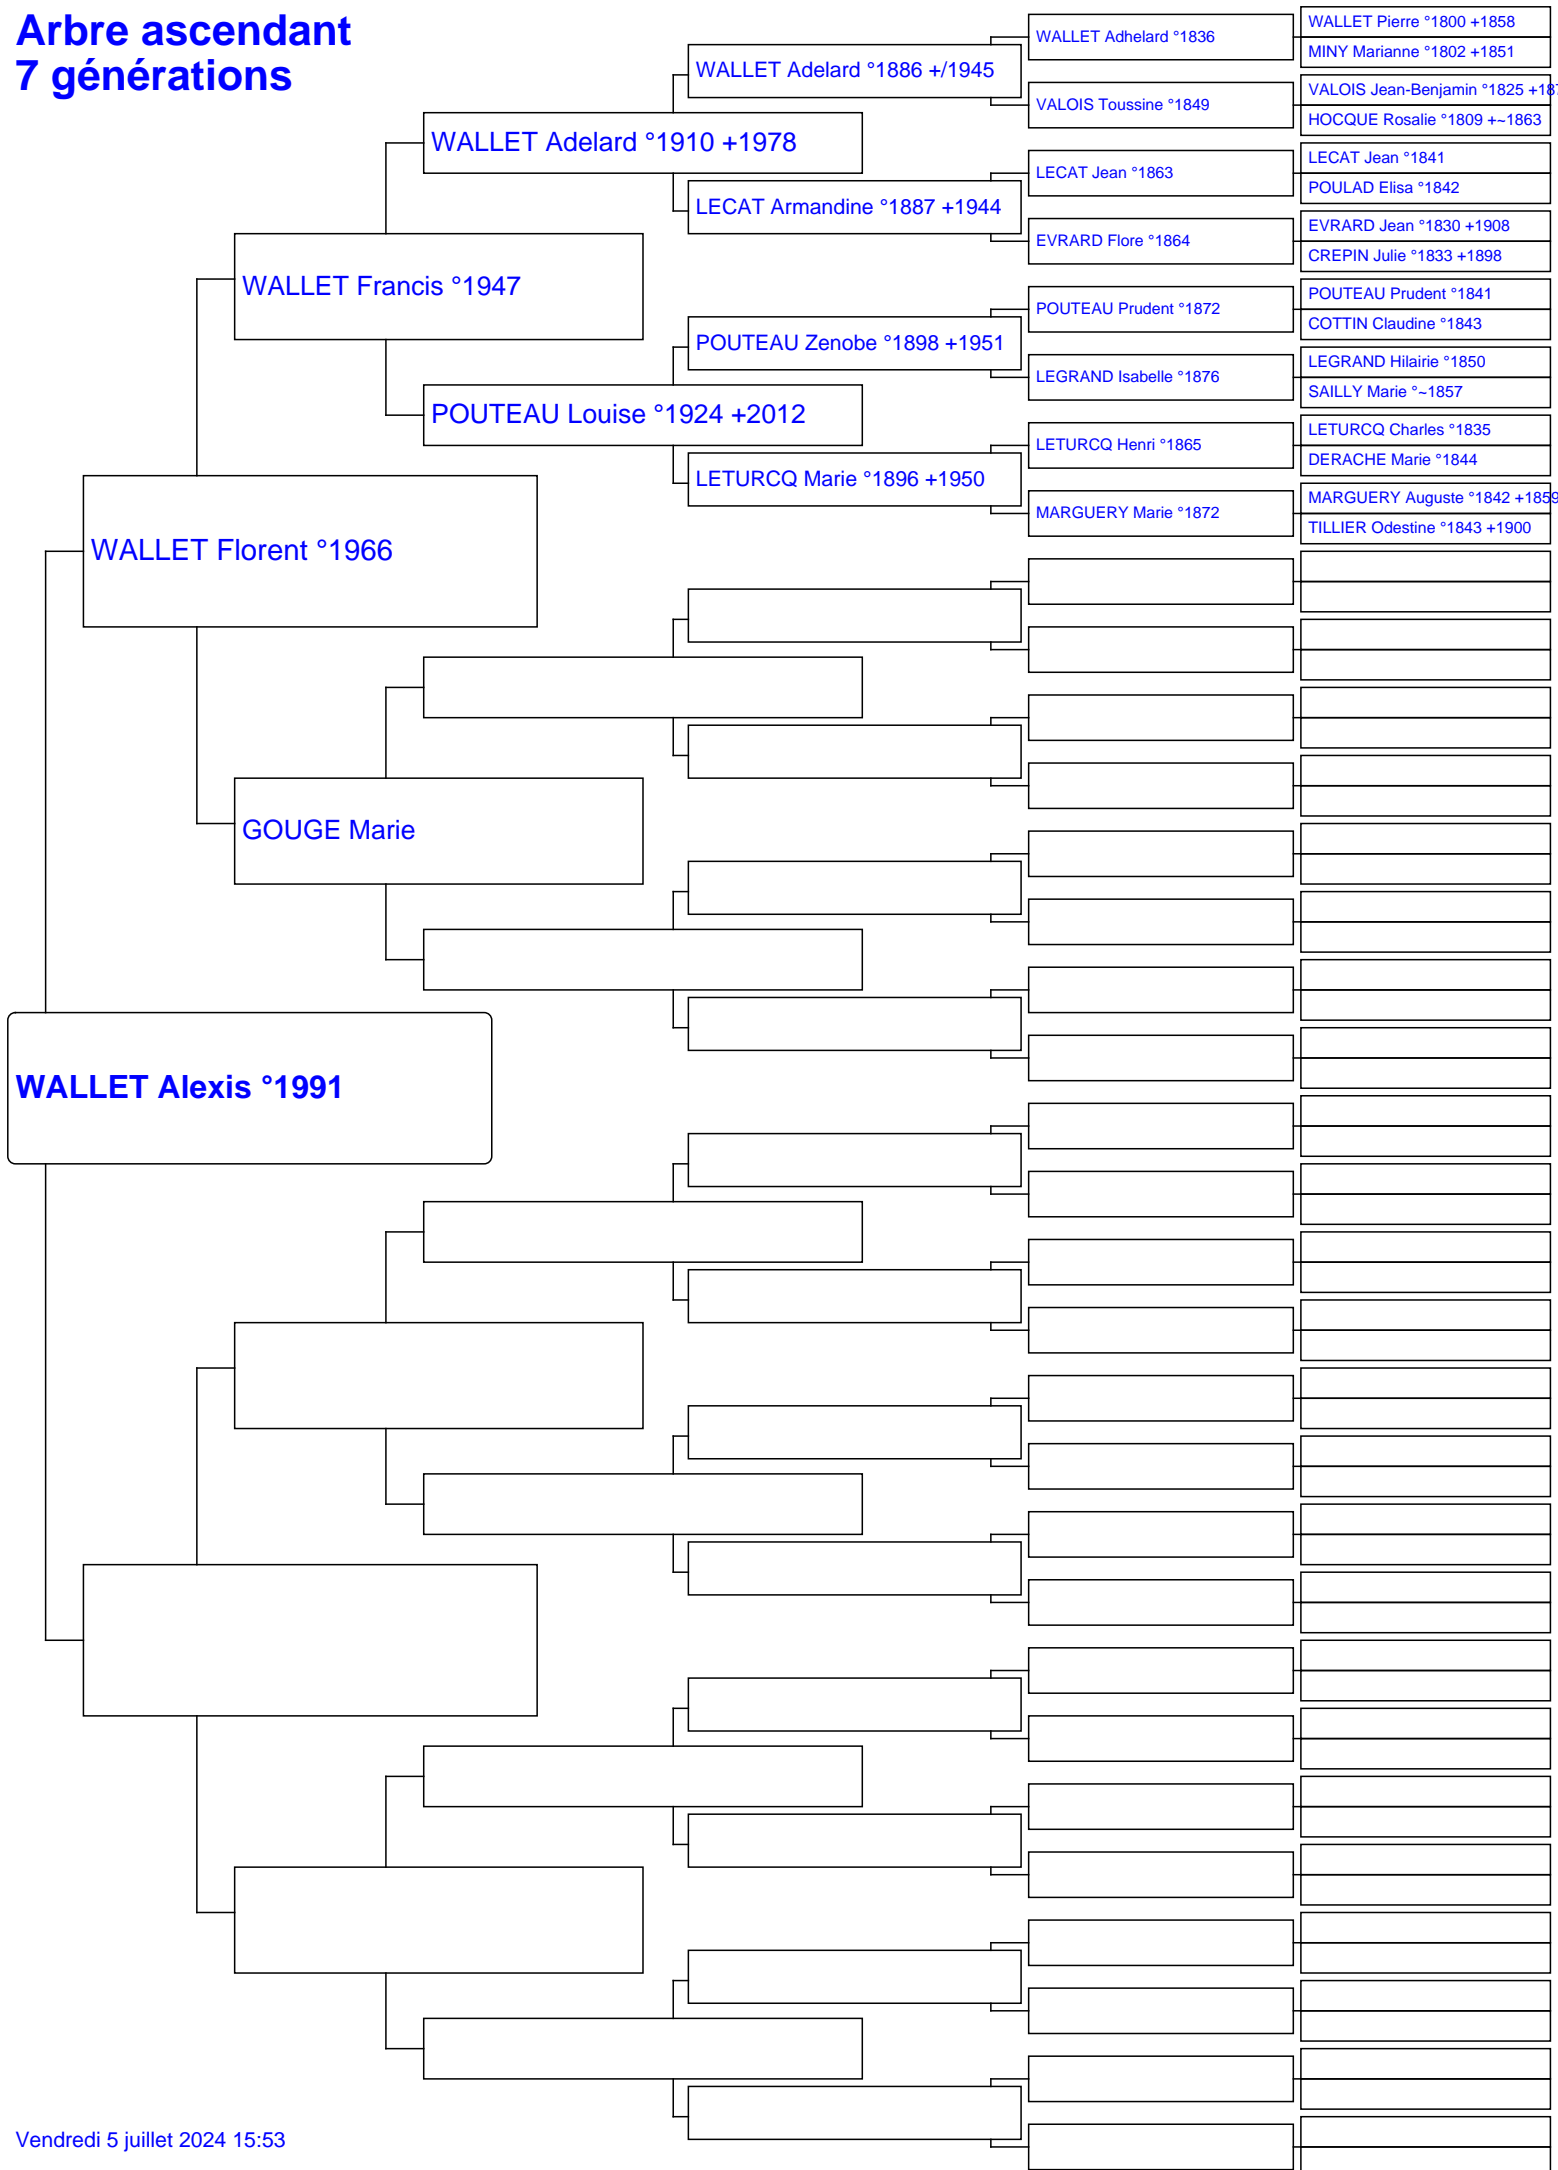 Arbre ascendant
7 générations
WALLET Alexis °1991
WALLET Florent °1966
WALLET Francis °1947
GOUGE Marie
WALLET Adelard °1910 +1978
POUTEAU Louise °1924 +2012
WALLET Adelard °1886 +/1945
LECAT Armandine °1887 +1944
POUTEAU Zenobe °1898 +1951
LETURCQ Marie °1896 +1950
WALLET Adhelard °1836
VALOIS Toussine °1849
LECAT Jean °1863
EVRARD Flore °1864
POUTEAU Prudent °1872
LEGRAND Isabelle °1876
LETURCQ Henri °1865
MARGUERY Marie °1872
WALLET Pierre °1800 +1858
MINY Marianne °1802 +1851
VALOIS Jean-Benjamin °1825
HOCQUE Rosalie °1809 +~1863
LECAT Jean °1841
POULAD Elisa °1842
EVRARD Jean °1830 +1908
CREPIN Julie °1833 +1898
POUTEAU Prudent °1841
COTTIN Claudine °1843
LEGRAND Hilairie °1850
SAILLY Marie °~1857
LETURCQ Charles °1835
DERACHE Marie °1844
MARGUERY Auguste °1842 +1859
TILLIER Odestine °1843 +1900
Vendredi 5 juillet 2024 15:53